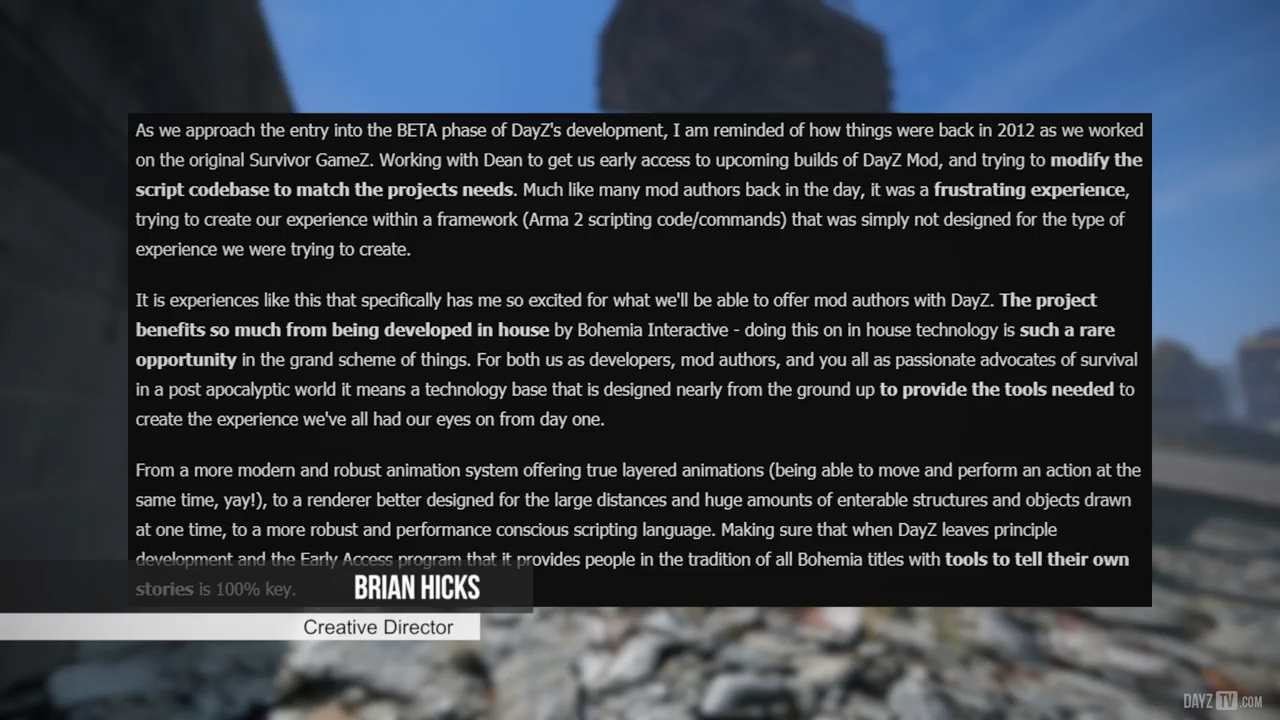 As we approach the entry into the BETA phase of DayZ's development, I am reminded of how things were back in 2012 as we worked
on the original Survivor GameZ. Working with Dean to get us early access to upcoming builds of DayZ Mod, and trying to modify the
script codebase to match the projects needs. Much like many mod authors back in the day, it was a frustrating experience,
trying to create our experience within a framework (Arma 2 scripting code/commands) that was simply not designed for the type of
experience we were trying to create.
It is experiences like this that specifically has me so excited for what we'll be able to offer mod authors with DayZ. The project
benefits so much from being developed in house by Bohemia Interactive - doing this on in house technology is such a rare
opportunity in the grand scheme of things. For both us as developers, mod authors, and you all as passionate advocates of survival
in a post apocalyptic world it means a technology base that is designed nearly from the ground up to provide the tools needed to
create the experience we've all had our eyes on from day one.
From a more modern and robust animation system offering true layered animations (being able to move and perform an action at the
same time, yay!), to a renderer better designed for the large distances and huge amounts of enterable structures and objects drawn
at one time, to a more robust and performance conscious scripting language. Making sure that when DayZ leaves principle
development and the Early Access program that it provides people in the tradition of all Bohemia titles with tools to tell their own
stories is 100% key.
BRIAN HICKS
Creative Director
DAYZ TV .COM